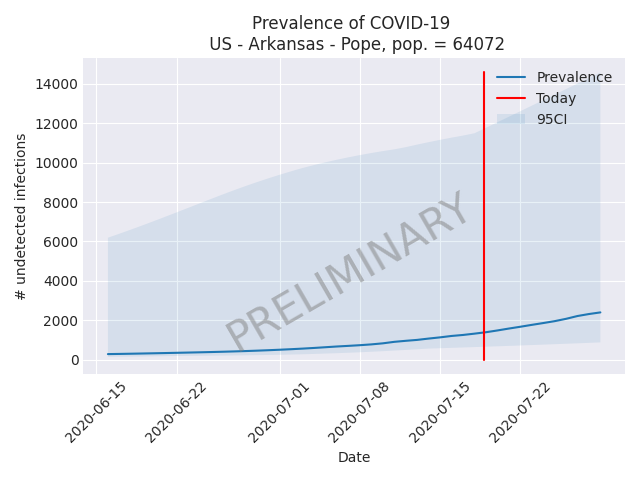 Prevalence of COVID-19
US - Arkansas - Pope, pop. = 64072
# undetected infections
14000
12000
10000
8000
6000
4000
2000
0
Prevalence
Today
95CI
PRELIMINARY
2020-06-15
2020-06-22
2020-07-01
2020-07-08
2020-07-15
2020-07-22
Date